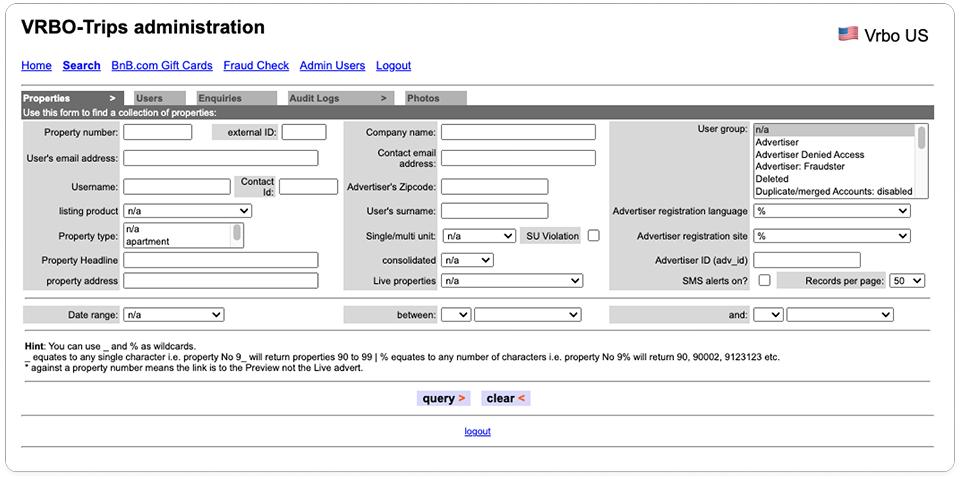 VRBO-Trips administration
Vrbo US
Home Search BnB.com Gift Cards Fraud Check Admin Users Logout
Properties > Users Enquiries Audit Logs > Photos
Use this form to find a collection of properties:
Property number: external ID: Company name: User group: n/a
Advertiser
User's email address: Contact email address: Advertiser Denied Access
Advertiser: Fraudster
Username: Contact Id: Advertiser's Zipcode: Deleted
Duplicate/merged Accounts: disabled
listing product n/a User's surname: Advertiser registration language %
Property type: n/a Single/multi unit: n/a SU Violation Advertiser registration site %
apartment
Property Headline consolidated n/a Advertiser ID (adv_id)
property address Live properties n/a SMS alerts on? Records per page: 50
Date range: n/a between: and:
Hint: You can use _ and % as wildcards.
_ equates to any single character i.e. property No 9_ will return properties 90 to 99 | % equates to any number of characters i.e. property No 9% will return 90, 90002, 9123123 etc.
* against a property number means the link is to the Preview not the Live advert.
query > clear <
logout